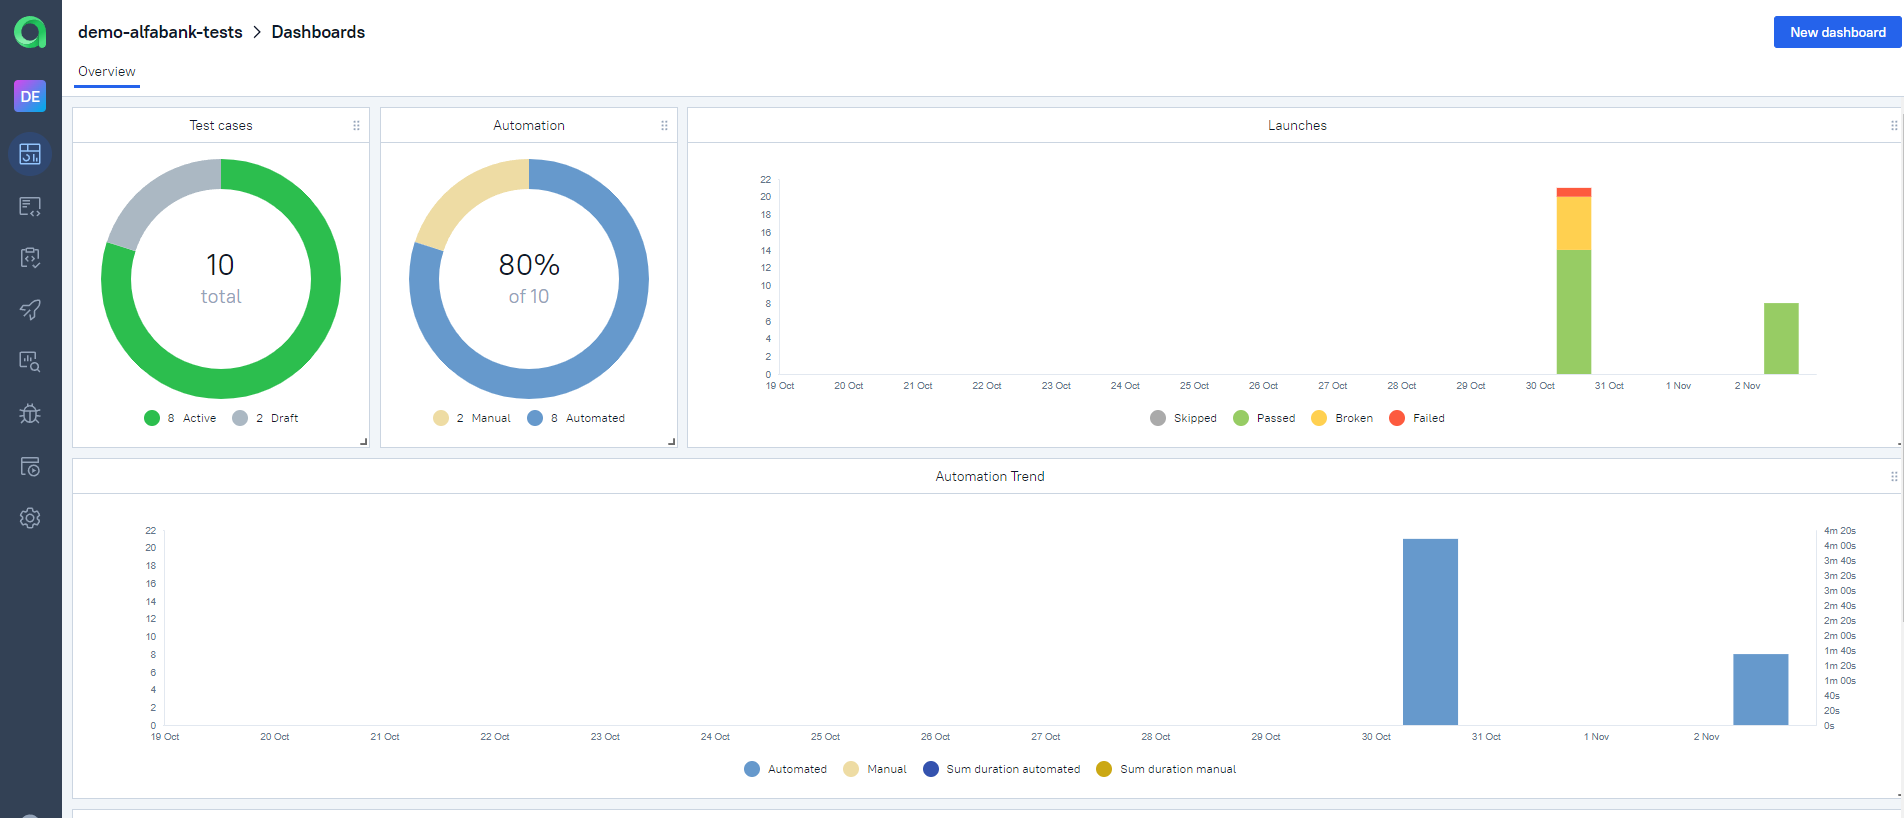 demo-alfabank-tests > Dashboards
New dashboard
DE
Overview
Test cases
10
total
8 Active 2 Draft
Automation
80%
of 10
2 Manual 8 Automated
Launches
22
20
18
16
14
12
10
8
6
4
2
0
19 Oct 20 Oct 21 Oct 22 Oct 23 Oct 24 Oct 25 Oct 26 Oct 27 Oct 28 Oct 29 Oct 30 Oct 31 Oct 1 Nov 2 Nov
Skipped Passed Broken Failed
Automation Trend
22
20
18
16
14
12
10
8
6
4
2
0
4m 20s
4m 00s
3m 40s
3m 20s
3m 00s
2m 40s
2m 20s
2m 00s
1m 40s
1m 20s
1m 00s
40s
20s
0s
19 Oct 20 Oct 21 Oct 22 Oct 23 Oct 24 Oct 25 Oct 26 Oct 27 Oct 28 Oct 29 Oct 30 Oct 31 Oct 1 Nov 2 Nov
Automated Manual Sum duration automated Sum duration manual